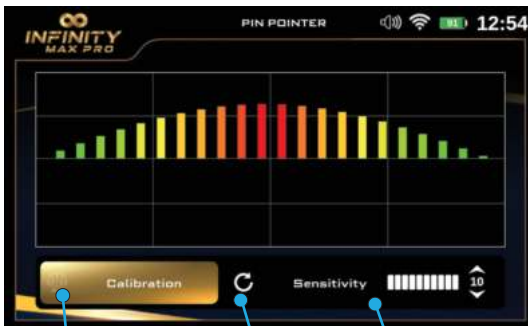 INFINITY
MAX PRO
PIN POINTER
91
12:54
Calibration
Sensitivity
10